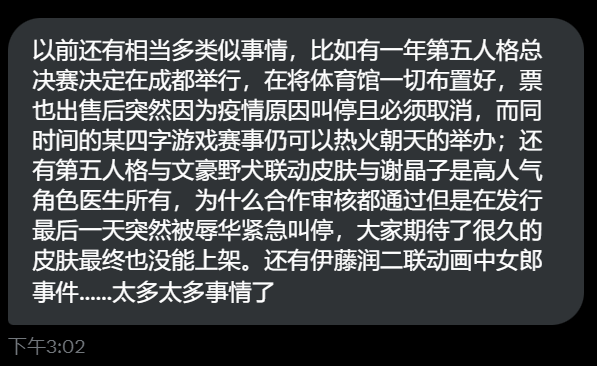 以前还有相当多类似事情，比如有一年第五人格总
决赛决定在成都举行，在将体育馆一切布置好，票
也出售后突然因为疫情原因叫停且必须取消，而同
时间的某四字游戏赛事仍可以热火朝天的举办；还
有第五人格与文豪野犬联动皮肤与谢晶子是高人气
角色医生所有，为什么合作审核都通过但是在发行
最后一天突然被辱华紧急叫停，大家期待了很久的
皮肤最终也没能上架。还有伊藤润二联动画中女郎
事件......太多太多事情了
下午3:02